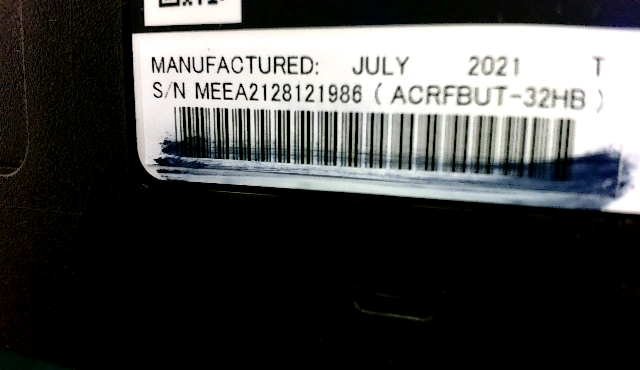 MANUFACTURED: JULY 2021 T
S/N MEEA2128121986 ( ACRFBUT-32HB )